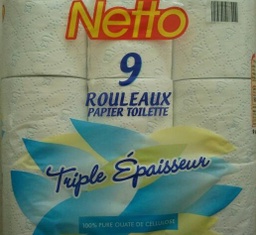 Netto
9
ROULEAUX
PAPIER TOILETTE
Triple Épaisseur
100% PURE OUATE DE CELLULOSE